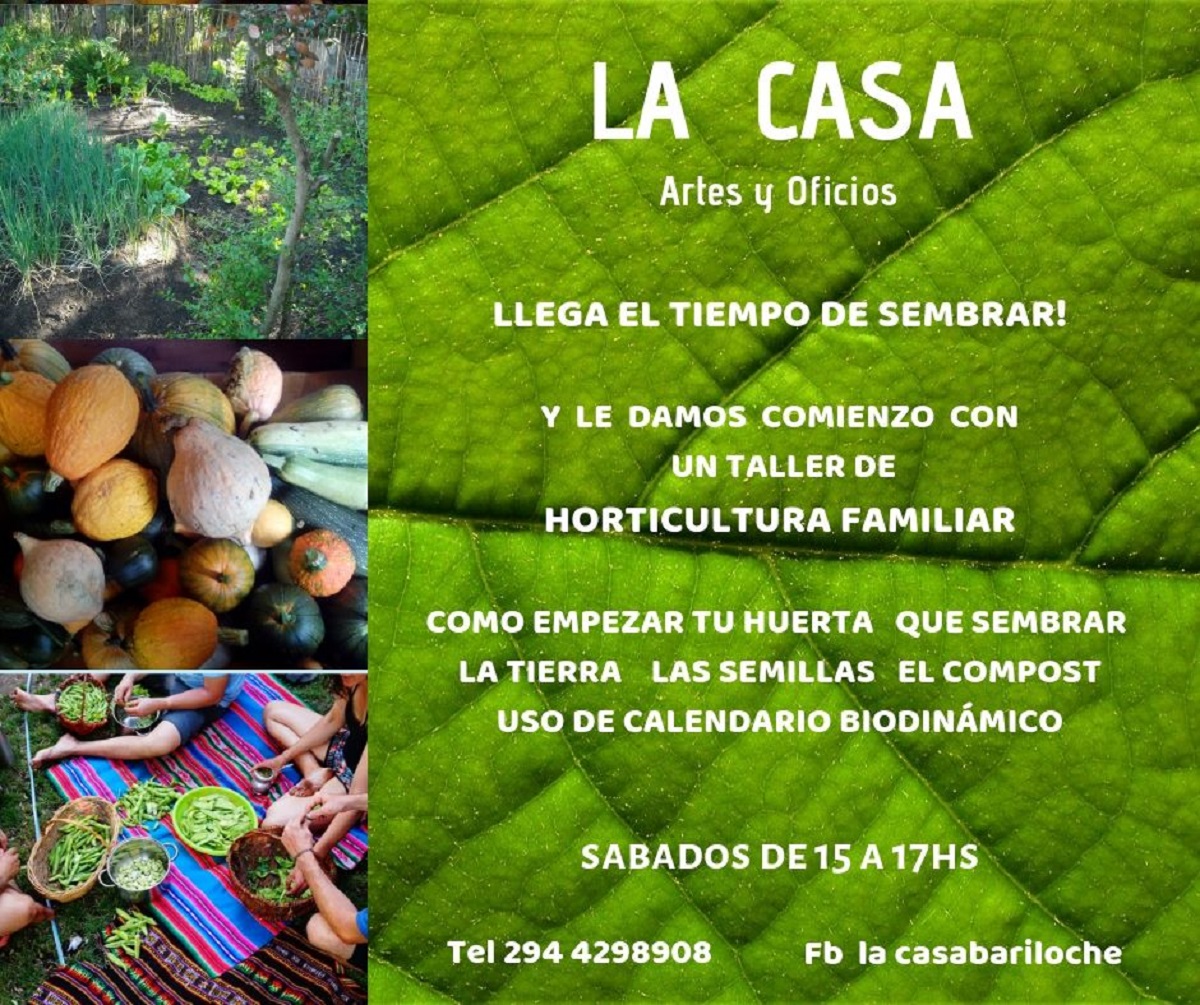 LA CASA
Artes y Oficios
LLEGA EL TIEMPO DE SEMBRAR!
Y LE DAMOS COMIENZO CON
UN TALLER DE
HORTICULTURA FAMILIAR
COMO EMPEZAR TU HUERTA QUE SEMBRAR
LA TIERRA LAS SEMILLAS EL COMPOST
USO DE CALENDARIO BIODINÁMICO
SABADOS DE 15 A 17HS
Tel 294 4298908 Fb la casabariloche